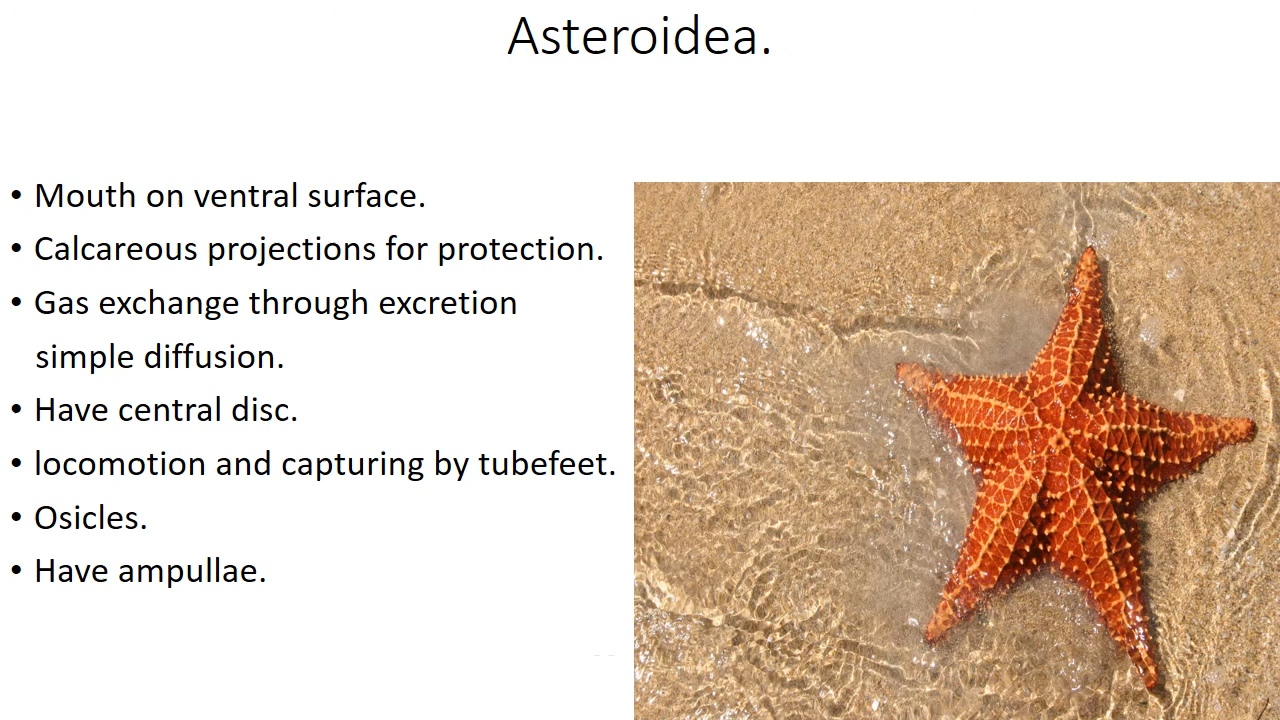 Asteroidea.
• Mouth on ventral surface.
• Calcareous projections for protection.
• Gas exchange through excretion
simple diffusion.
• Have central disc.
• locomotion and capturing by tubefeet.
• Osicles.
• Have ampullae.